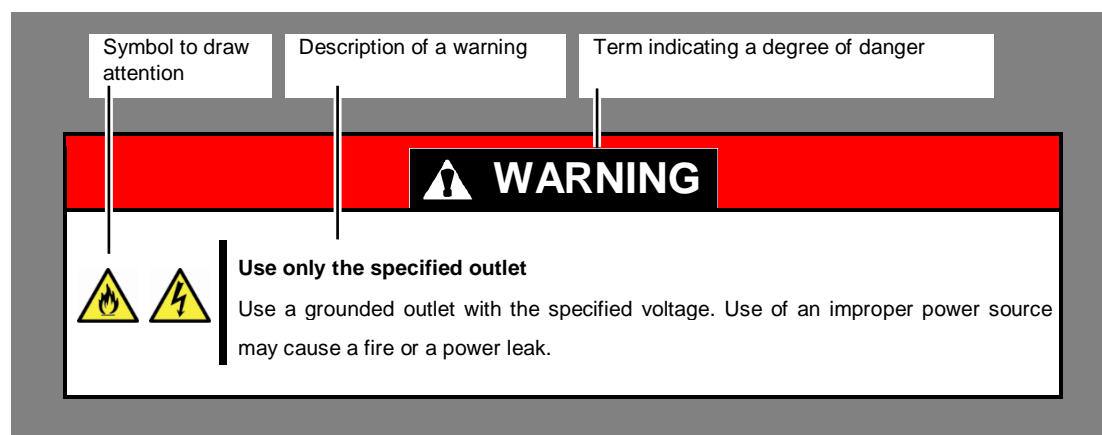 Symbol to draw
attention
Description of a warning
Term indicating a degree of danger
WARNING
Use only the specified outlet
Use a grounded outlet with the specified voltage. Use of an improper power source
may cause a fire or a power leak.